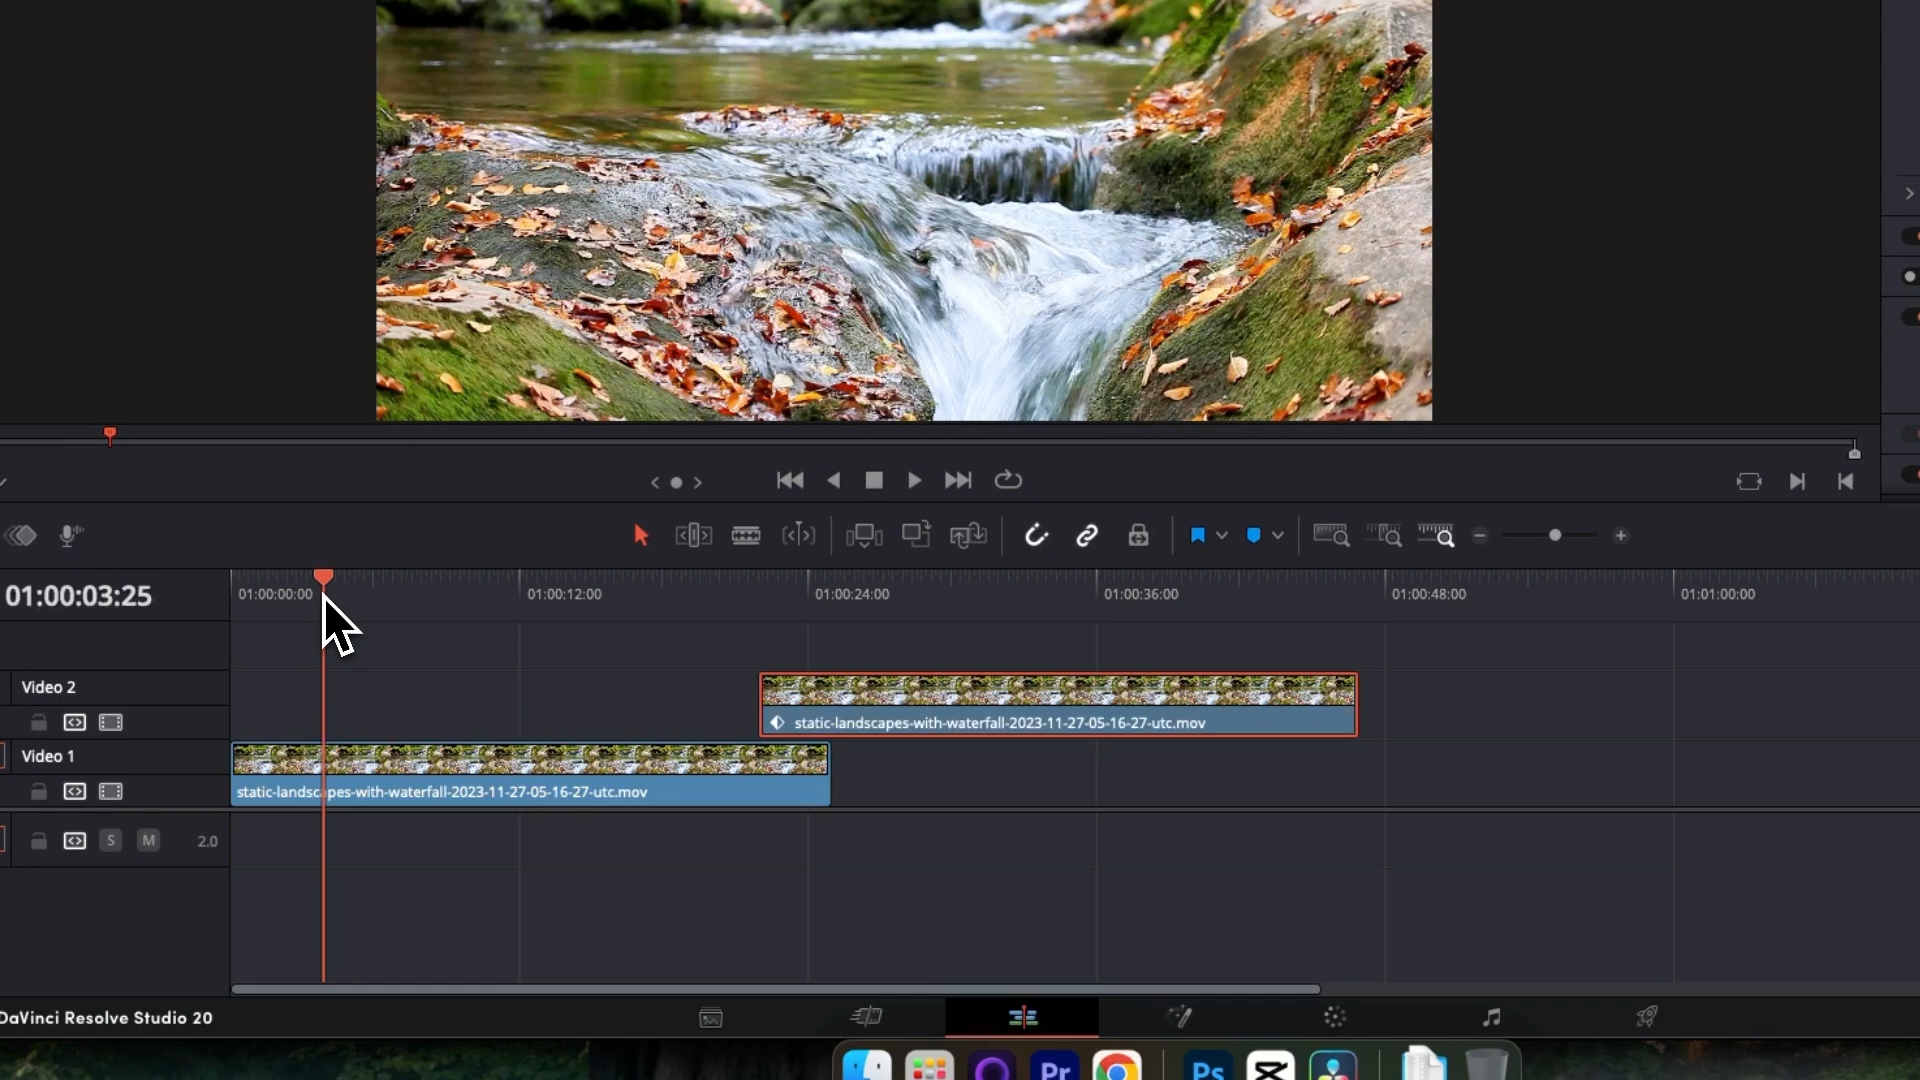 01:00:03:25
01:00:00:00
01:00:12:00
01:00:24:00
01:00:36:00
01:00:48:00
01:01:00:00
Video 2
static-landscapes-with-waterfall-2023-11-27-05-16-27-utc.mov
Video 1
static-landscapes-with-waterfall-2023-11-27-05-16-27-utc.mov
S M 2.0
DaVinci Resolve Studio 20
Pr
Ps